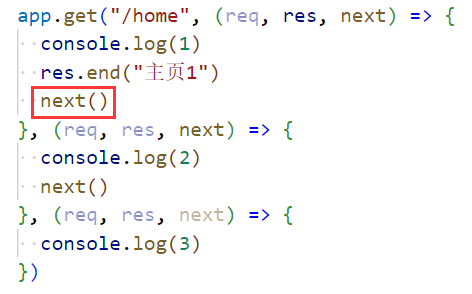 app.get("/home", (req, res, next) => {
  console.log(1)
  res.end("主页1")
  next()
}, (req, res, next) => {
  console.log(2)
  next()
}, (req, res, next) => {
  console.log(3)
})